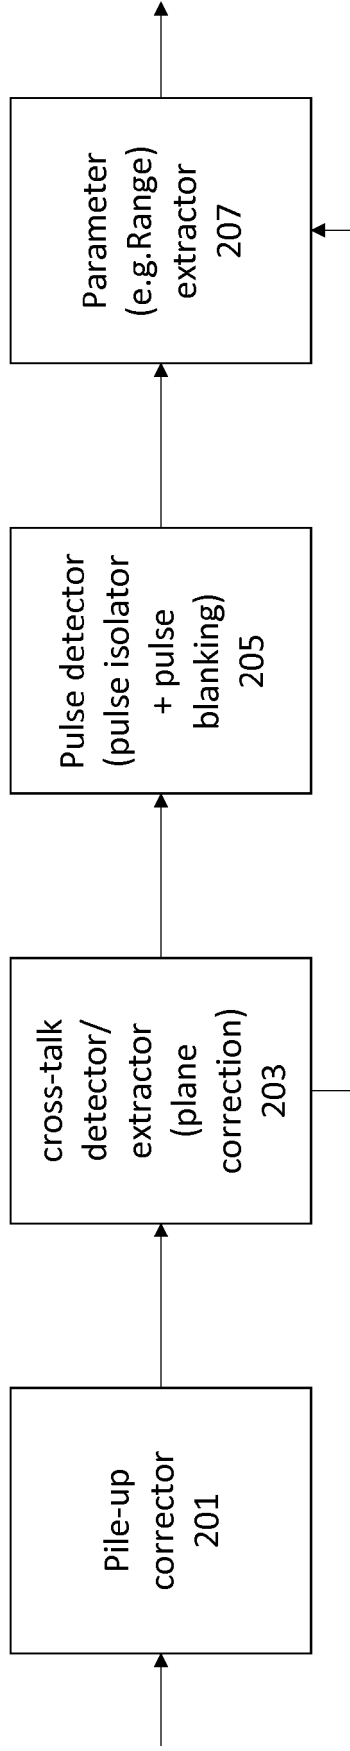 Pile-up
corrector
201
cross-talk
detector/
extractor
(plane
correction)
203
Pulse detector
(pulse isolator
+ pulse
blanking)
205
Parameter
(e.g.Range)
extractor
207